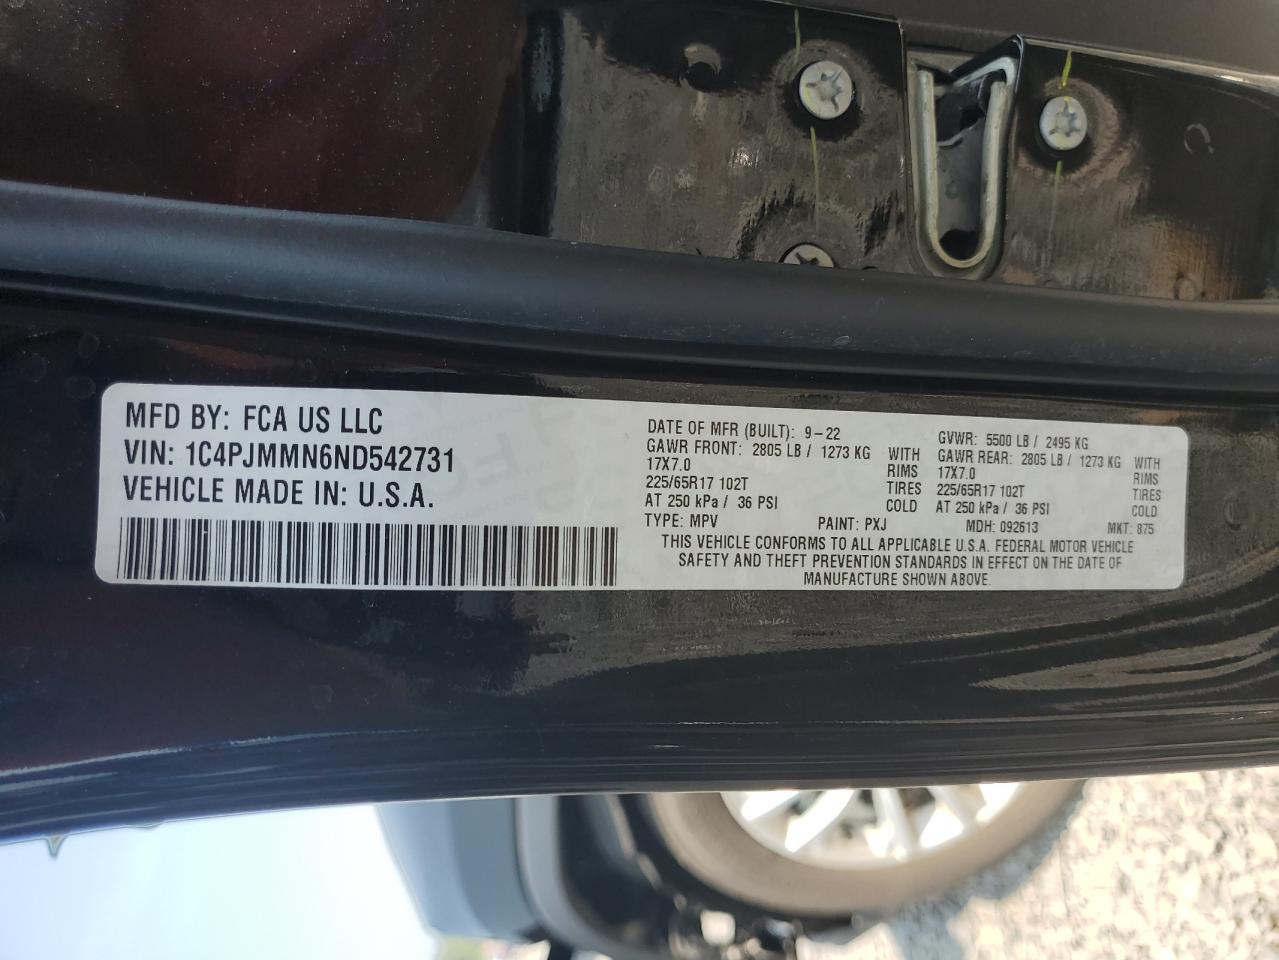 MFD BY: FCA US LLC
VIN: 1C4PJMMN6ND542731
VEHICLE MADE IN: U.S.A.
DATE OF MFR (BUILT): 9-22 GVWR: 5500 LB / 2495 KG
GAWR FRONT: 2805 LB / 1273 KG WITH GAWR REAR: 2805 LB / 1273 KG WITH
17X7.0 RIMS 17X7.0 RIMS
225/65R17 102T TIRES 225/65R17 102T TIRES
AT 250 kPa / 36 PSI COLD AT 250 kPa / 36 PSI COLD
TYPE: MPV PAINT: PXJ MDH: 092613 MKT: 875
THIS VEHICLE CONFORMS TO ALL APPLICABLE U.S.A. FEDERAL MOTOR VEHICLE
SAFETY AND THEFT PREVENTION STANDARDS IN EFFECT ON THE DATE OF
MANUFACTURE SHOWN ABOVE.